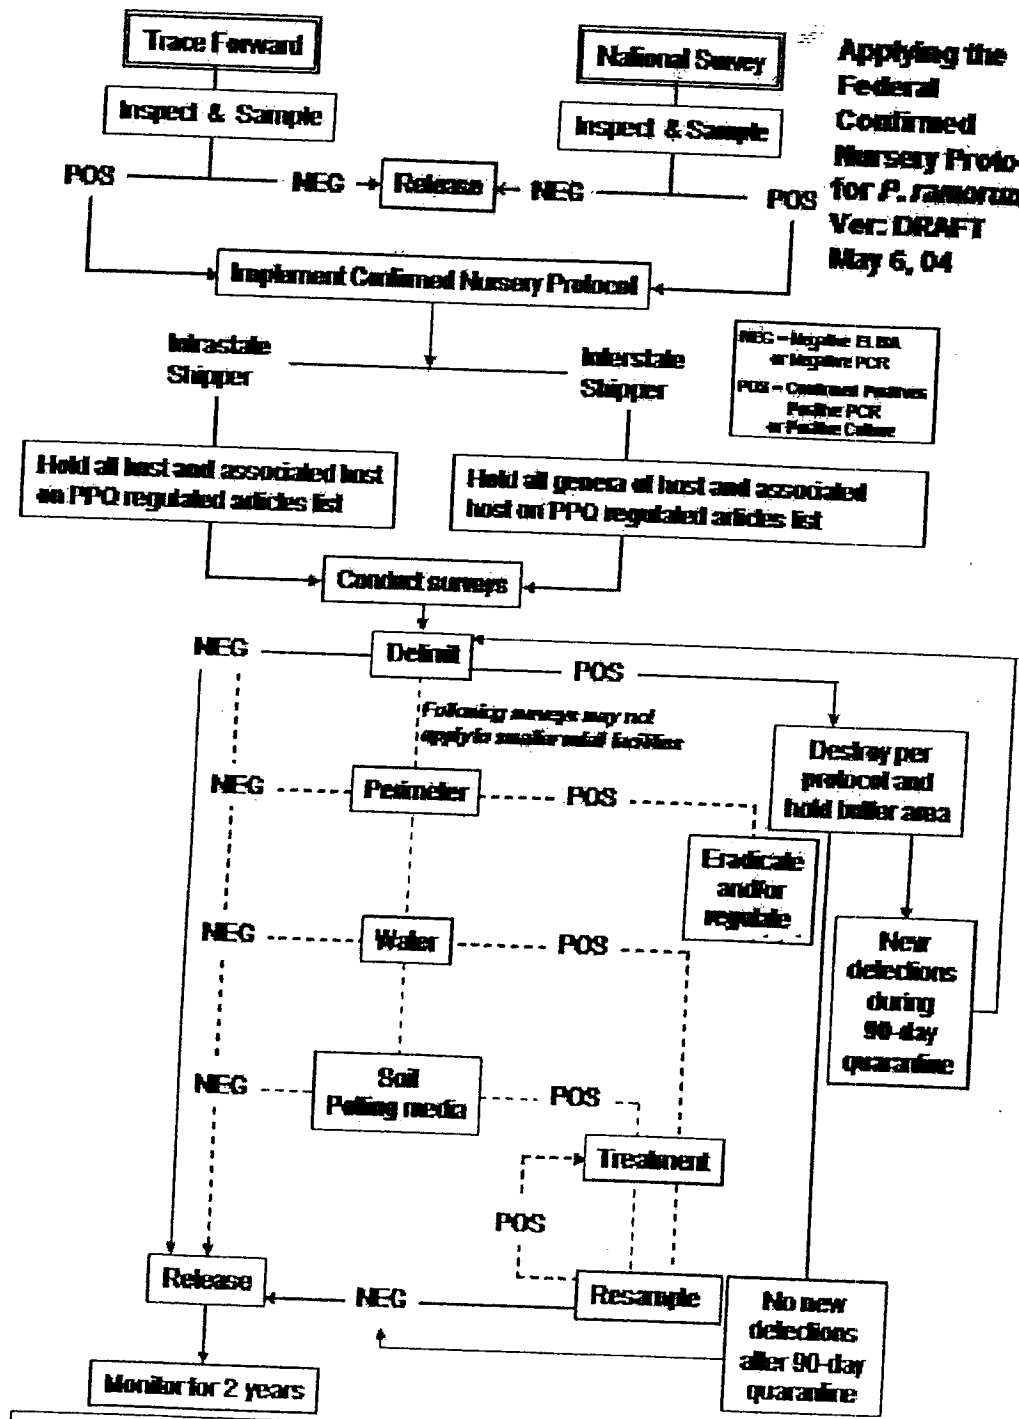 Trace Forward
National Survey
Applying the
Federal
Confirmed
Nursery Proto
for P. ramorum
Ver: DRAFT
May 6, 04
Inspect & Sample
Inspect & Sample
POS
NEG
Release
NEG
POS
Implement Confirmed Nursery Protocol
Intrastate
Shipper
Interstate
Shipper
NEG – Negative ELISA
or Negative PCR
POS – Confirmed Positives
Positive PCR
or Positive Culture
Hold all host and associated host
on PPQ regulated articles list
Hold all genera of host and associated
host on PPQ regulated articles list
Conduct surveys
NEG
Delimit
POS
Following surveys may not
apply to smaller retail facilities
Destroy per
protocol and
hold buffer area
NEG
Perimeter
POS
Eradicate
and/or
regulate
NEG
Water
POS
New
detections
during
90-day
quarantine
NEG
Soil
Potting media
POS
Treatment
POS
Release
NEG
Resample
No new
detections
after 90-day
quarantine
Monitor for 2 years